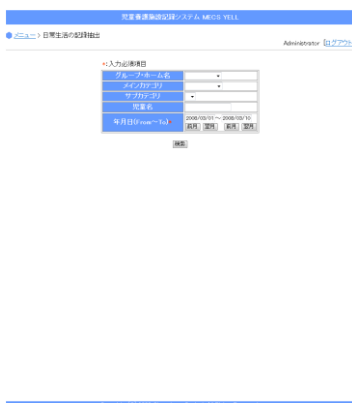 児童養護施設記録システム MECS YELL
メニュー > 日常生活の記録抽出
Administrator [ログアウト
*:入力必須項目
グループ・ホーム名
メインカテゴリ
サブカテゴリ
児童名
年月日(From～To)* 2008/03/01 ～ 2008/03/10
前月 翌月 前月 翌月
検索